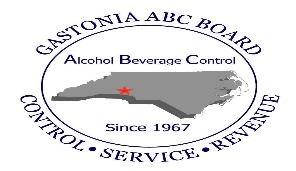 GASTONIA ABC BOARD
Alcohol Beverage Control
Since 1967
CONTROL • SERVICE • REVENUE